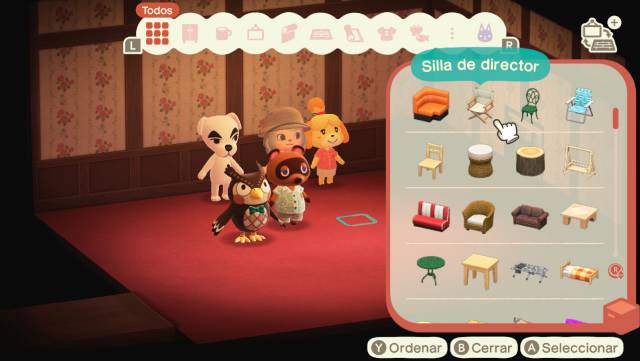 Todos
L
R
Silla de director
R
Y Ordenar
B Cerrar
A Seleccionar